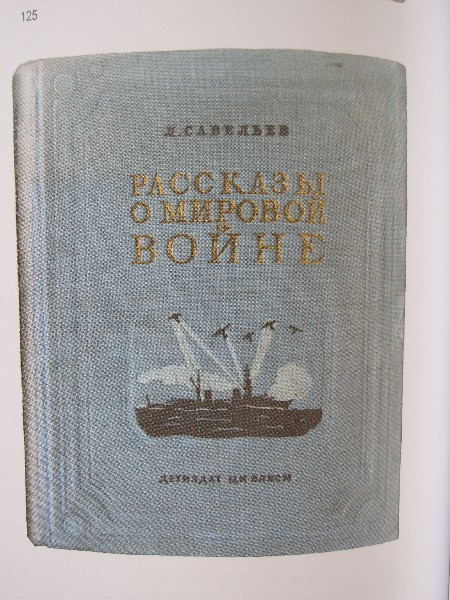 125
Л. САВЕЛЬЕВ
РАССКАЗЫ
О МИРОВОЙ
ВОЙНЕ
ДЕТИЗДАТ ЦК ВЛКСМ